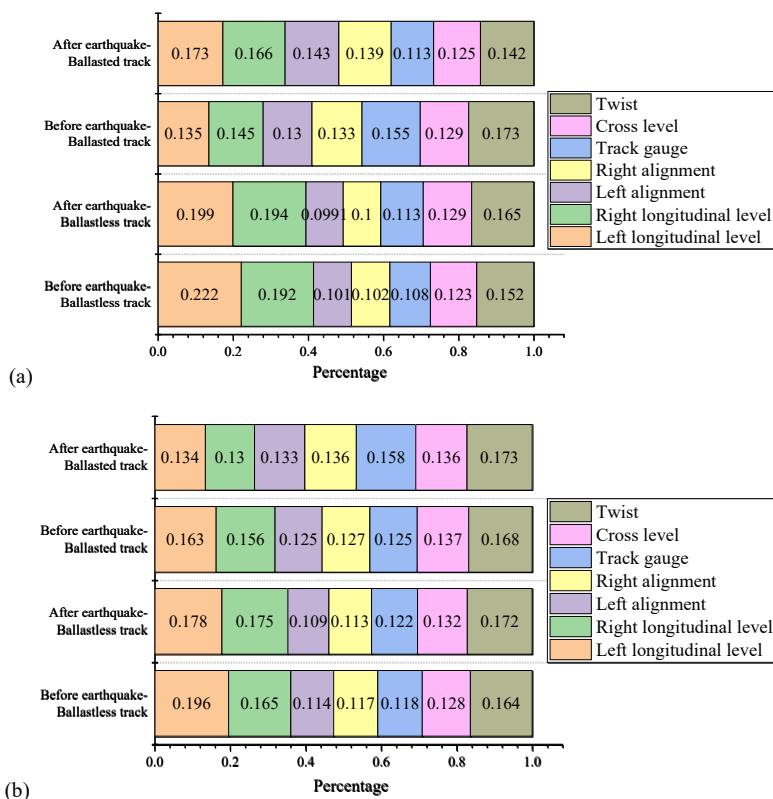 After earthquake-
Ballasted track
0.173 0.166 0.143 0.139 0.113 0.125 0.142
Before earthquake-
Ballasted track
0.135 0.145 0.13 0.133 0.155 0.129 0.173
After earthquake-
Ballastless track
0.199 0.194 0.0991 0.1 0.113 0.129 0.165
Before earthquake-
Ballastless track
0.222 0.192 0.101 0.102 0.108 0.123 0.152
0.0 0.2 0.4 0.6 0.8 1.0
Percentage
Twist
Cross level
Track gauge
Right alignment
Left alignment
Right longitudinal level
Left longitudinal level
(a)
After earthquake-
Ballasted track
0.134 0.13 0.133 0.136 0.158 0.136 0.173
Before earthquake-
Ballasted track
0.163 0.156 0.125 0.127 0.125 0.137 0.168
After earthquake-
Ballastless track
0.178 0.175 0.109 0.113 0.122 0.132 0.172
Before earthquake-
Ballastless track
0.196 0.165 0.114 0.117 0.118 0.128 0.164
0.0 0.2 0.4 0.6 0.8 1.0
Percentage
Twist
Cross level
Track gauge
Right alignment
Left alignment
Right longitudinal level
Left longitudinal level
(b)